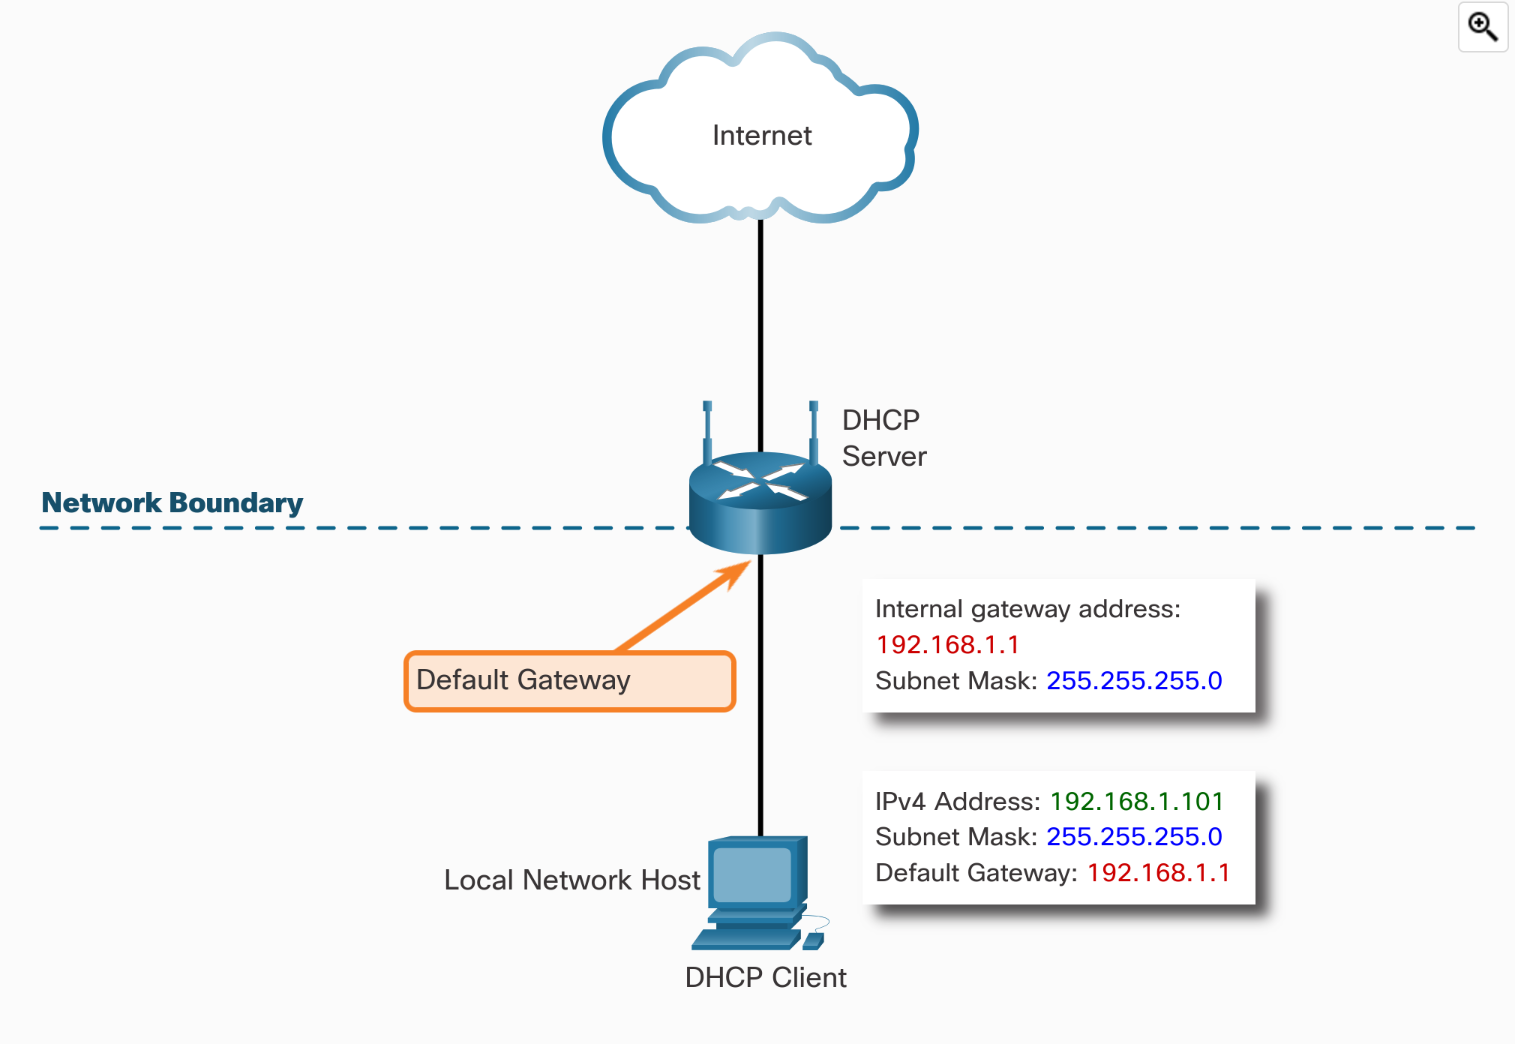 Internet
DHCP
Server
Network Boundary
Internal gateway address:
192.168.1.1
Subnet Mask: 255.255.255.0
Default Gateway
IPv4 Address: 192.168.1.101
Subnet Mask: 255.255.255.0
Default Gateway: 192.168.1.1
Local Network Host
DHCP Client